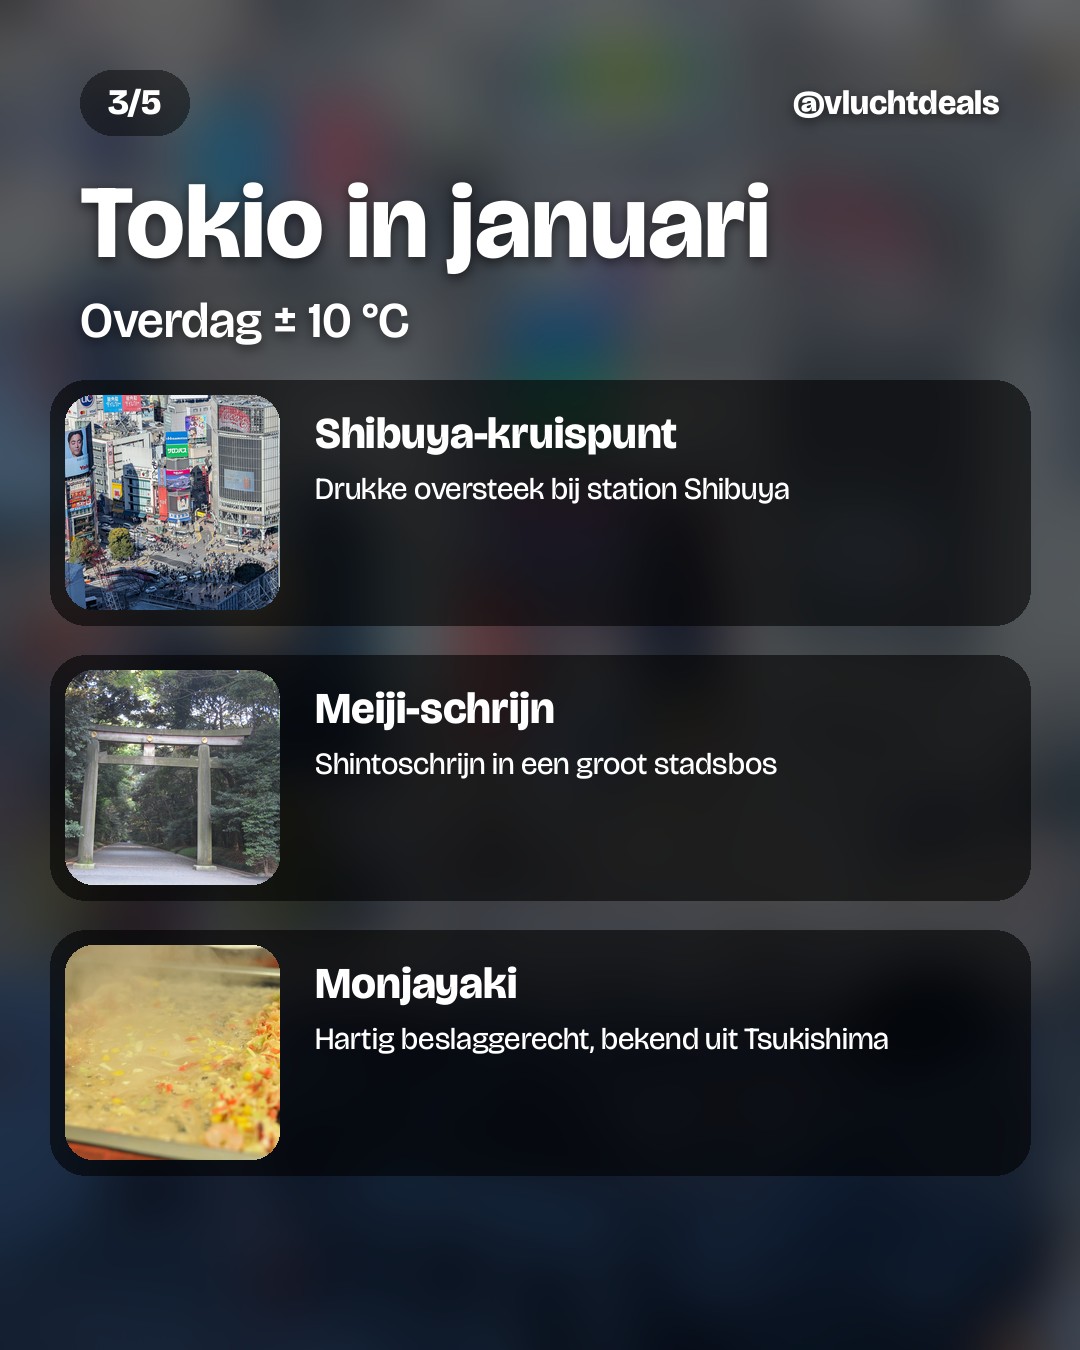 3/5
@vluchtdeals
Tokio in januari
Overdag ± 10 °C
Shibuya-kruispunt
Drukke oversteek bij station Shibuya
Meiji-schrijn
Shintoschrijn in een groot stadsbos
Monjayaki
Hartig beslaggerecht, bekend uit Tsukishima